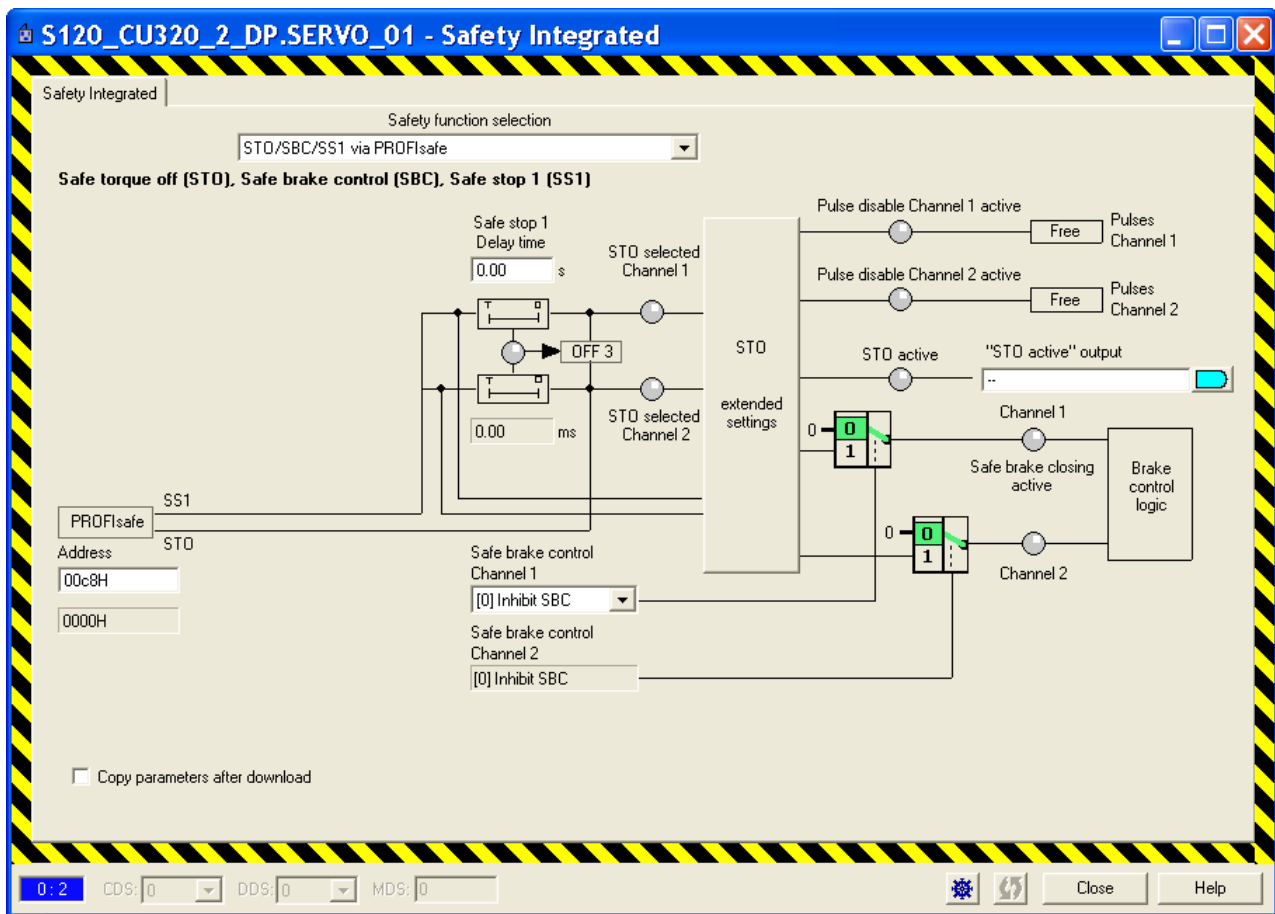 S120_CU320_2_DP.SERVO_01 - Safety Integrated
Safety Integrated
Safety function selection
STO/SBC/SS1 via PROFIsafe
Safe torque off (STO), Safe brake control (SBC), Safe stop 1 (SS1)
Safe stop 1
Delay time
0.00 s
STO selected
Channel 1
T 0
OFF 3
T 0
0.00 ms
STO selected
Channel 2
STO
extended
settings
Pulse disable Channel 1 active
Free
Pulses
Channel 1
Pulse disable Channel 2 active
Free
Pulses
Channel 2
STO active
"STO active" output
--
0
0
1
Channel 1
Safe brake closing
active
Brake
control
logic
0
0
1
Channel 2
PROFIsafe
SS1
STO
Address
00c8H
0000H
Safe brake control
Channel 1
[0] Inhibit SBC
Safe brake control
Channel 2
[0] Inhibit SBC
Copy parameters after download
0 : 2 CDS: 0 DDS: 0 MDS: 0 Close Help